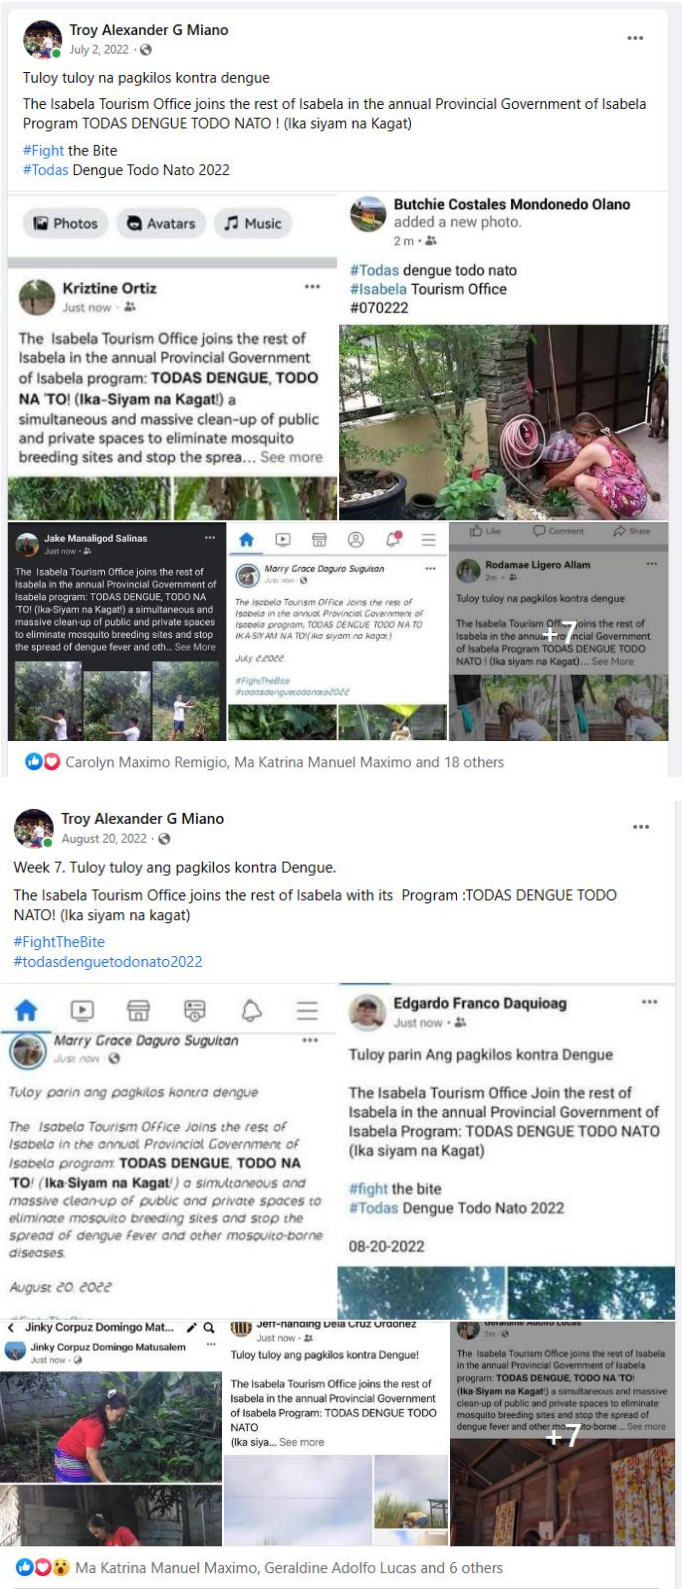 Troy Alexander G Miano
July 2, 2022 ·
Tuloy tuloy na pagkilos kontra dengue
The Isabela Tourism Office joins the rest of Isabela in the annual Provincial Government of Isabela
Program TODAS DENGUE TODO NATO ! (Ika siyam na Kagat)
#Fight the Bite
#Todas Dengue Todo Nato 2022
Photos
Avatars
Music
Kriztine Ortiz
Just now ·
The Isabela Tourism Office joins the rest of
Isabela in the annual Provincial Government
of Isabela program: TODAS DENGUE, TODO
NA 'TO! (Ika-Siyam na Kagat!) a
simultaneous and massive clean-up of public
and private spaces to eliminate mosquito
breeding sites and stop the sprea... See more
Butchie Costales Mondonedo Olano
added a new photo.
2 m ·
#Todas dengue todo nato
#Isabela Tourism Office
#070222
Jake Manaligod Salinas
Just now ·
The Isabela Tourism Office joins the rest of
Isabela in the annual Provincial Government of
Isabela program: TODAS DENGUE, TODO NA
'TO! (Ika-Siyam na Kagat!) a simultaneous and
massive clean-up of public and private spaces
to eliminate mosquito breeding sites and stop
the spread of dengue fever and oth... See More
Marry Grace Daguro Suguitan
Just now ·
The Isabela Tourism Office Joins the rest of
Isabela in the annual Provincial Government of
Isabela program, TODAS DENGUE TODO NA TO
IKA-SIYAM NA TO!(ika siyam na kagat)
July 2,2022
#FightTheBite
#todasdenguetodonato2022
Like
Comment
Share
Rodamae Ligero Allam
2m ·
Tuloy tuloy na pagkilos kontra dengue
The Isabela Tourism Office joins the rest of
Isabela in the annual Provincial Government
of Isabela Program TODAS DENGUE TODO
NATO ! (Ika siyam na Kagat)... See More
+7
Carolyn Maximo Remigio, Ma Katrina Manuel Maximo and 18 others
Troy Alexander G Miano
August 20, 2022 ·
Week 7. Tuloy tuloy ang pagkilos kontra Dengue.
The Isabela Tourism Office joins the rest of Isabela with its Program :TODAS DENGUE TODO
NATO! (Ika siyam na kagat)
#FightTheBite
#todasdenguetodonato2022
Marry Grace Daguro Suguitan
Just now ·
Tuloy parin ang pagkilos kontra dengue
The Isabela Tourism Office Joins the rest of
Isabela in the annual Provincial Government of
Isabela program: TODAS DENGUE, TODO NA
'TO! (Ika-Siyam na Kagat!) a simultaneous and
massive clean-up of public and private spaces to
eliminate mosquito breeding sites and stop the
spread of dengue fever and other mosquito-borne
diseases.
August 20, 2022
#FightTheBite
Edgardo Franco Daquioag
Just now ·
Tuloy parin Ang pagkilos kontra Dengue
The Isabela Tourism Office Join the rest of
Isabela in the annual Provincial Government of
Isabela Program: TODAS DENGUE TODO NATO
(Ika siyam na Kagat)
#fight the bite
#Todas Dengue Todo Nato 2022
08-20-2022
Jinky Corpuz Domingo Mat...
Jinky Corpuz Domingo Matusalem
Just now ·
Jeff-nanding Dela Cruz Ordonez
Just now ·
Tuloy tuloy ang pagkilos kontra Dengue!
The Isabela Tourism Office joins the rest of
Isabela in the annual Provincial Government
of Isabela Program: TODAS DENGUE TODO
NATO
(Ika siya... See more
Geraldine Adolfo Lucas
2m ·
The Isabela Tourism Office joins the rest of Isabela
in the annual Provincial Government of Isabela
program: TODAS DENGUE, TODO NA 'TO!
(Ika-Siyam na Kagat!) a simultaneous and massive
clean-up of public and private spaces to eliminate
mosquito breeding sites and stop the spread of
dengue fever and other mosquito-borne ... See more
+7
Ma Katrina Manuel Maximo, Geraldine Adolfo Lucas and 6 others